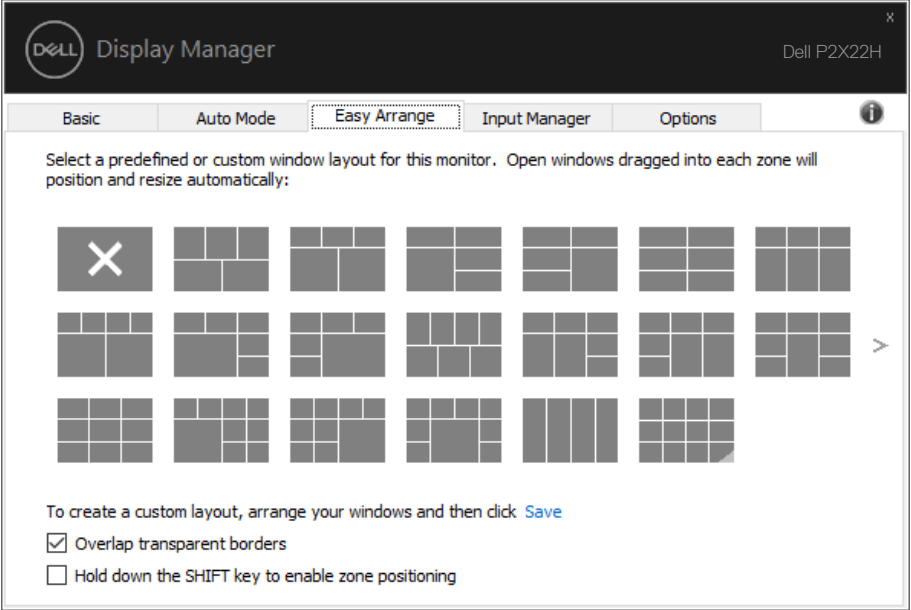 x
DELL Display Manager
Dell P2X22H
Basic Auto Mode Easy Arrange Input Manager Options
Select a predefined or custom window layout for this monitor. Open windows dragged into each zone will
position and resize automatically:
>
To create a custom layout, arrange your windows and then click Save
Overlap transparent borders
Hold down the SHIFT key to enable zone positioning